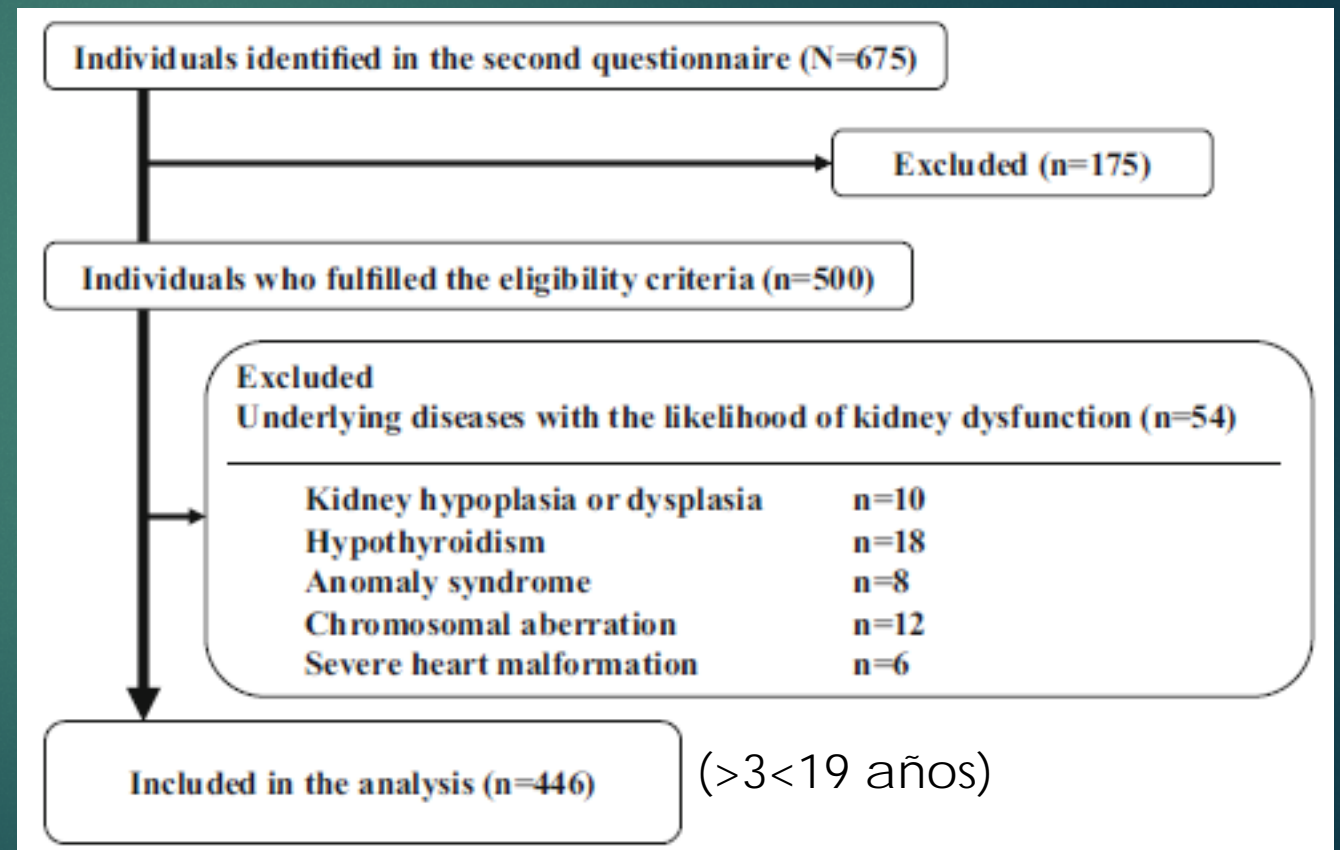 Individuals identified in the second questionnaire (N=675)
Excluded (n=175)
Individuals who fulfilled the eligibility criteria (n=500)
Excluded
Underlying diseases with the likelihood of kidney dysfunction (n=54)
Kidney hypoplasia or dysplasia n=10
Hypothyroidism n=18
Anomaly syndrome n=8
Chromosomal aberration n=12
Severe heart malformation n=6
Included in the analysis (n=446) (>3<19 años)